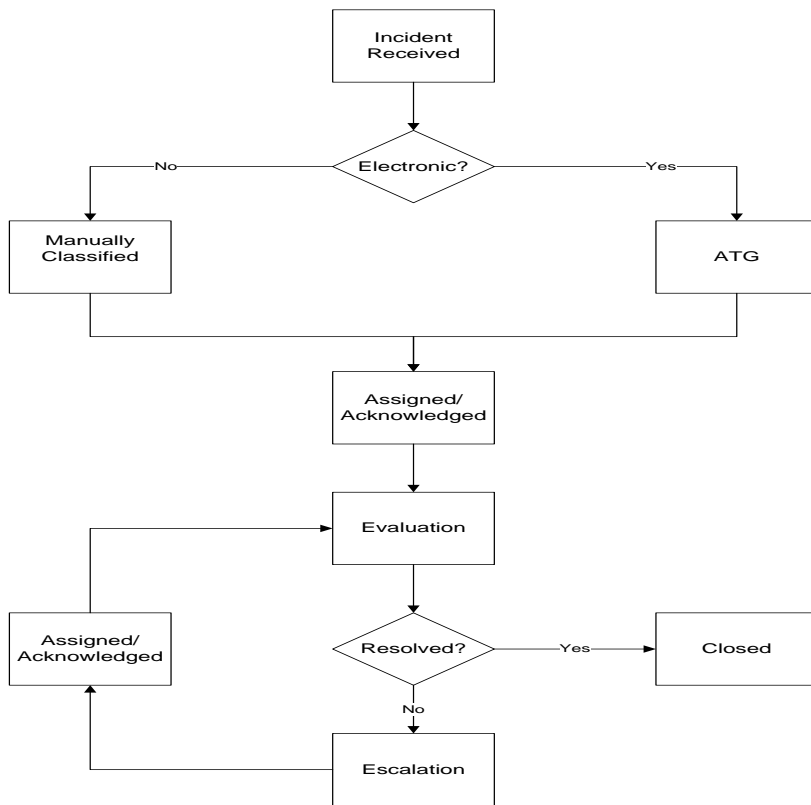 Incident
Received
Electronic?
No
Yes
Manually
Classified
ATG
Assigned/
Acknowledged
Evaluation
Assigned/
Acknowledged
Resolved?
Yes
Closed
No
Escalation